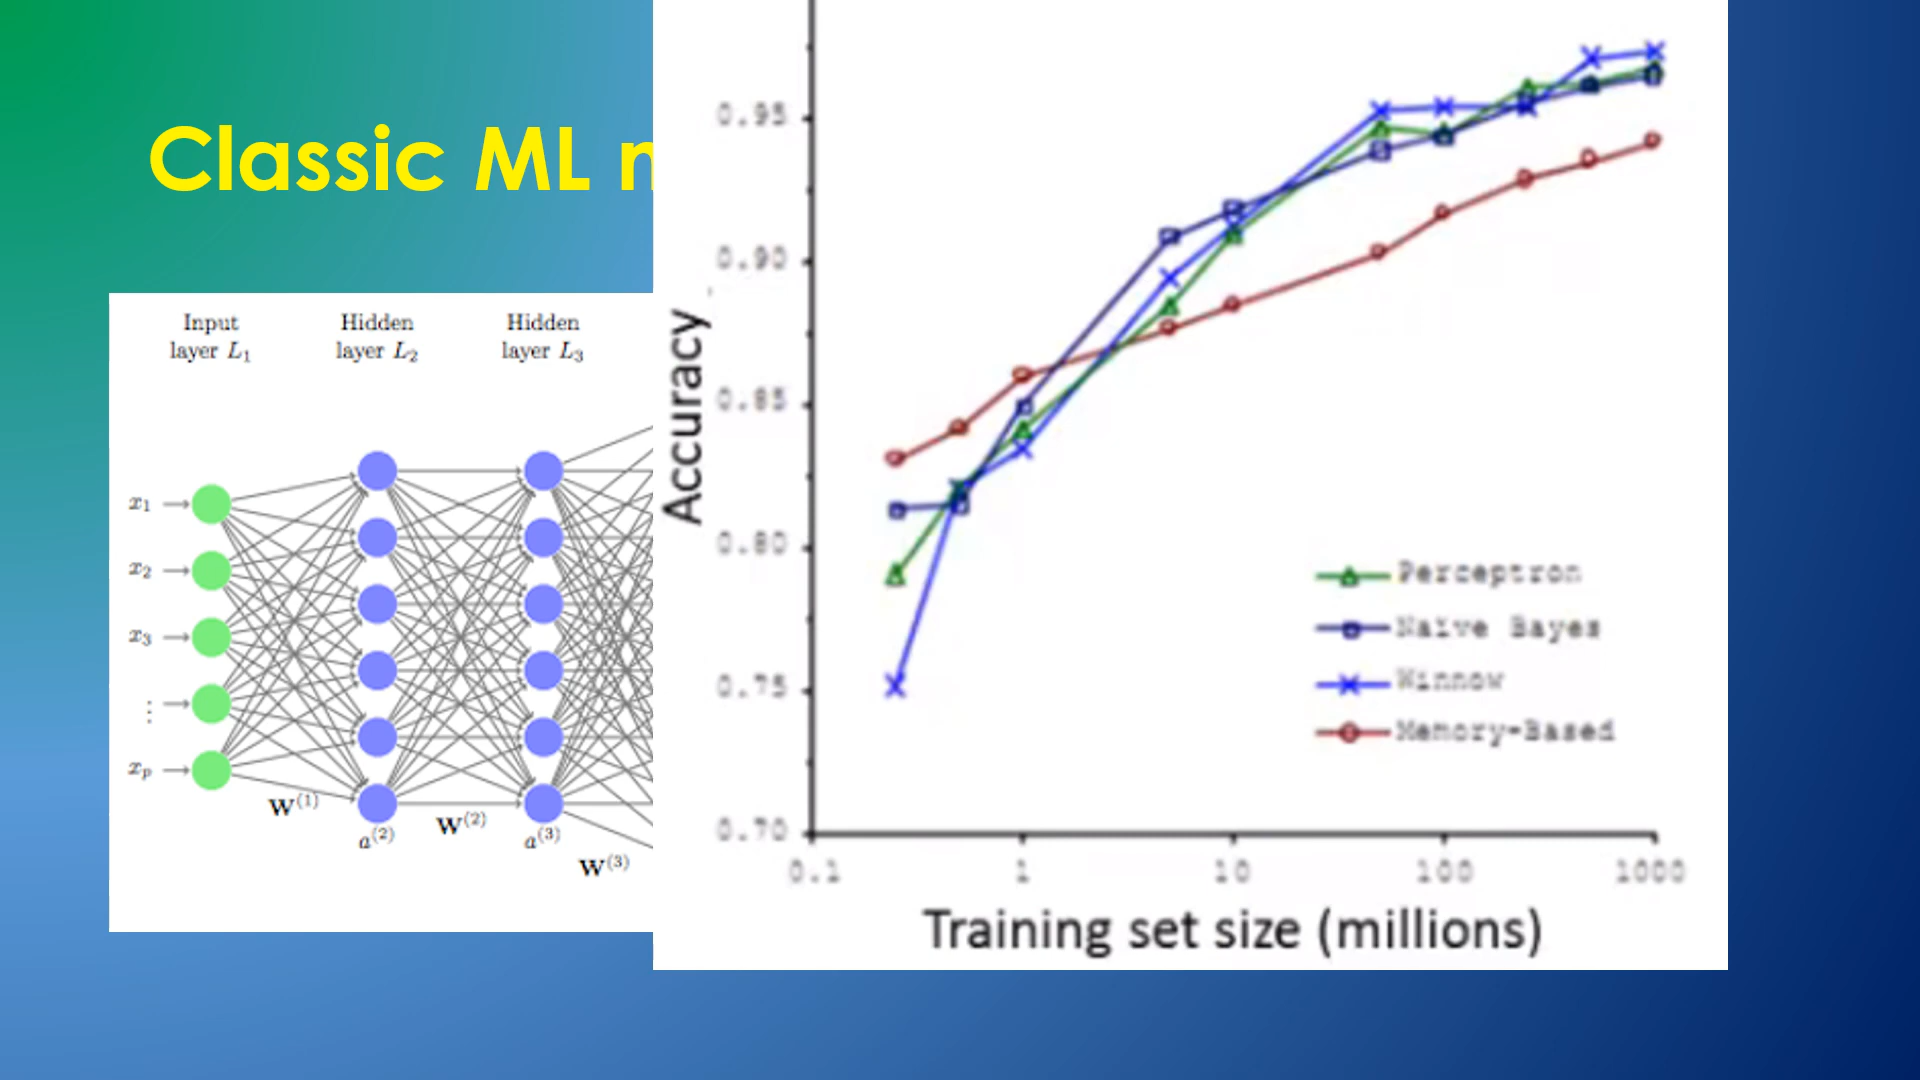 Classic ML
Input
layer L₁
Hidden
layer L₂
Hidden
layer L₃
x₁
x₂
x₃
⋮
xₚ
W⁽¹⁾
a⁽²⁾
W⁽²⁾
a⁽³⁾
W⁽³⁾
Accuracy
0.95
0.90
0.85
0.80
0.75
0.70
0.1 1 10 100 1000
Training set size (millions)
Perceptron
Naive Bayes
Winnow
Memory-Based